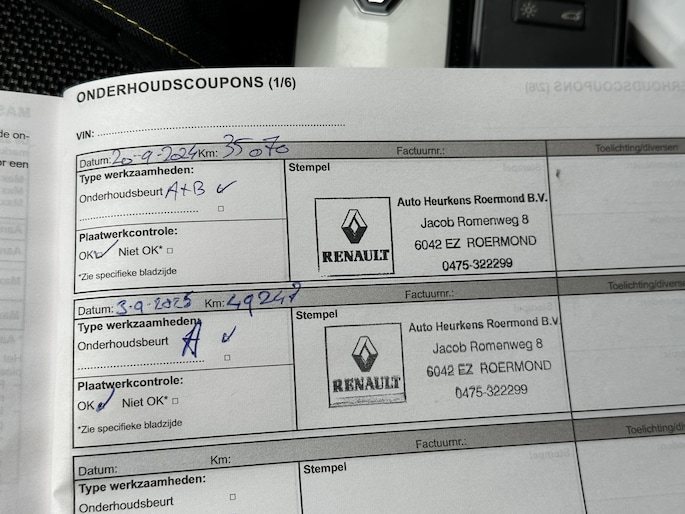 ONDERHOUDSCOUPONS (1/6)
VIN:
Datum: 20-9-2024 Km: 35070 Factuurnr.: Toelichting/diversen
Type werkzaamheden: Stempel
Onderhoudsbeurt A+B ✓
Plaatwerkcontrole:
OK ✓ Niet OK* □
*Zie specifieke bladzijde
RENAULT
Auto Heurkens Roermond B.V.
Jacob Romenweg 8
6042 EZ ROERMOND
0475-322299
Datum: 3-9-2025 Km: 49247 Factuurnr.: Toelichting/diversen
Type werkzaamheden: Stempel
Onderhoudsbeurt A ✓
Plaatwerkcontrole:
OK ✓ Niet OK* □
*Zie specifieke bladzijde
RENAULT
Auto Heurkens Roermond B.V.
Jacob Romenweg 8
6042 EZ ROERMOND
0475-322299
Datum: Km: Factuurnr.:
Type werkzaamheden: Stempel
Onderhoudsbeurt □